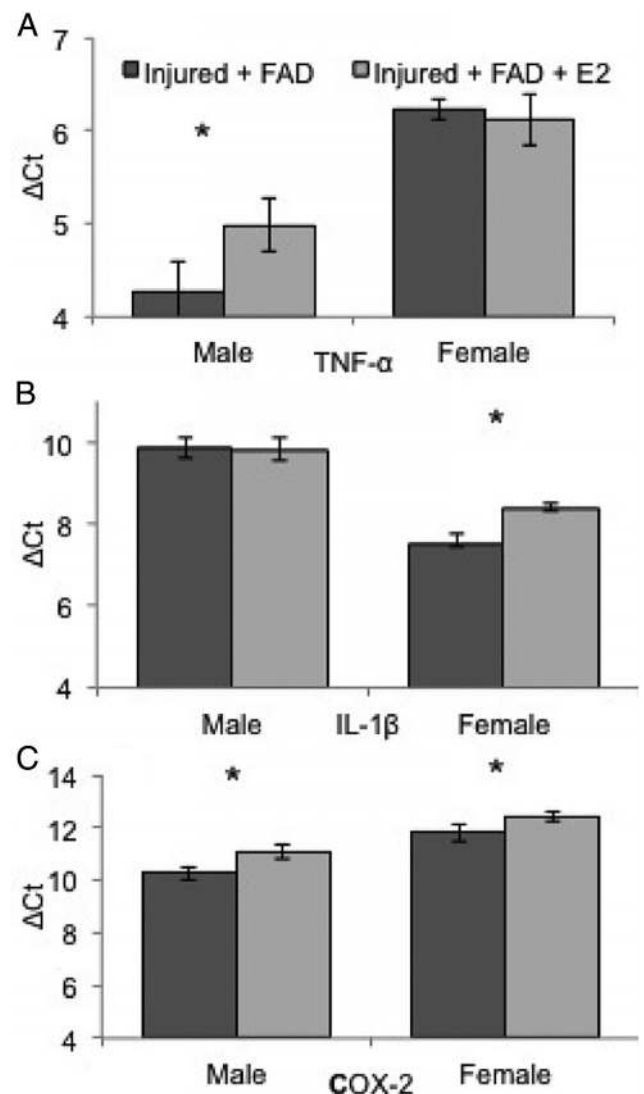 A
7
Injured + FAD Injured + FAD + E2
6
*
ΔCt
5
4
Male TNF-α Female
B
10
*
8
ΔCt
6
4
Male IL-1β Female
C
14
* *
12
10
ΔCt
8
6
4
Male COX-2 Female